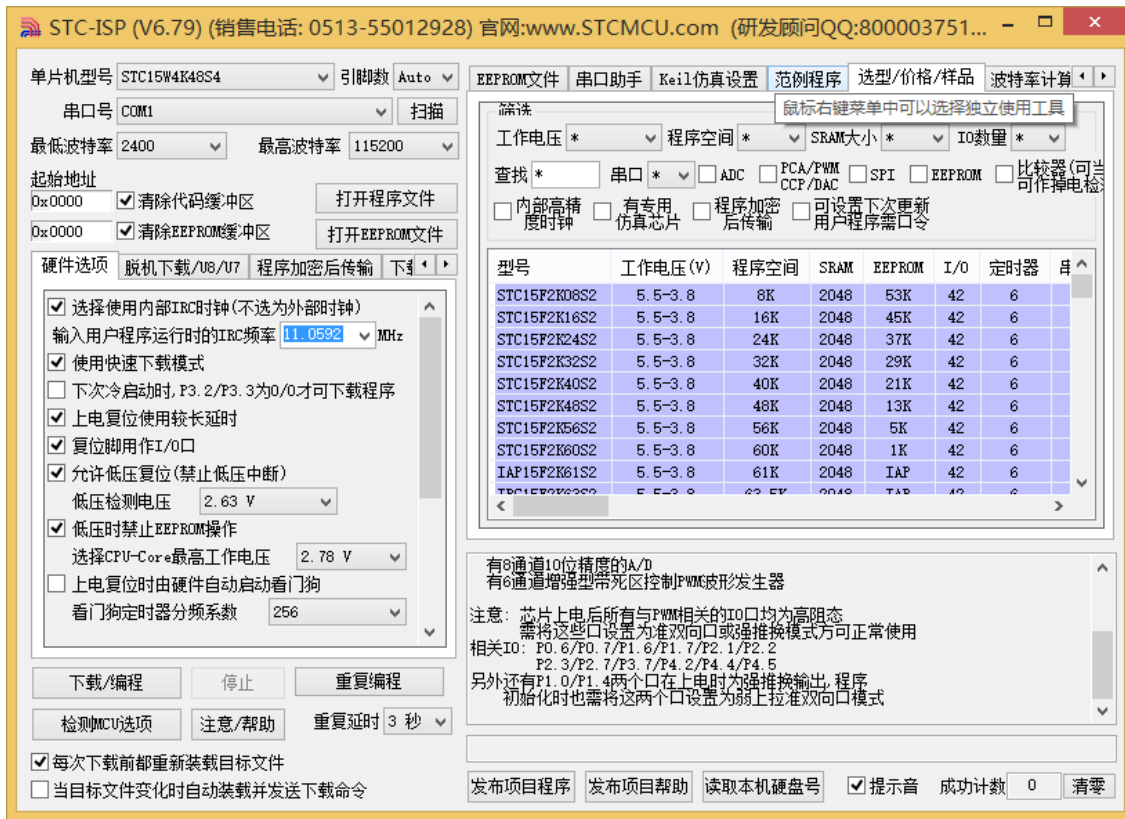 STC-ISP (V6.79) (销售电话: 0513-55012928) 官网:www.STCMCU.com (研发顾问QQ:800003751...
单片机型号 STC15W4K48S4 引脚数 Auto
串口号 COM1 扫描
最低波特率 2400 最高波特率 115200
起始地址
0x0000 清除代码缓冲区 打开程序文件
0x0000 清除EEPROM缓冲区 打开EEPROM文件
硬件选项 脱机下载/U8/U7 程序加密后传输
选择使用内部IRC时钟(不选为外部时钟)
输入用户程序运行时的IRC频率 11.0592 MHz
使用快速下载模式
下次冷启动时,P3.2/P3.3为0/0才可下载程序
上电复位使用较长延时
复位脚用作I/O口
允许低压复位(禁止低压中断)
低压检测电压 2.63 V
低压时禁止EEPROM操作
选择CPU-Core最高工作电压 2.78 V
上电复位时由硬件自动启动看门狗
看门狗定时器分频系数 256
下载/编程 停止 重复编程
检测MCU选项 注意/帮助 重复延时 3 秒
每次下载前都重新装载目标文件
当目标文件变化时自动装载并发送下载命令
EEPROM文件 串口助手 Keil仿真设置 范例程序 选型/价格/样品 波特率计算
鼠标右键菜单中可以选择独立使用工具
筛选
工作电压 * 程序空间 * SRAM大小 * IO数量 *
查找 * 串口 * ADC PCA/PWM CCP/DAC SPI EEPROM 比较器(可当 可作掉电检
内部高精度时钟 有专用仿真芯片 程序加密后传输 可设置下次更新用户程序需口令
型号 工作电压(V) 程序空间 SRAM EEPROM I/O 定时器
STC15F2K08S2 5.5-3.8 8K 2048 53K 42 6
STC15F2K16S2 5.5-3.8 16K 2048 45K 42 6
STC15F2K24S2 5.5-3.8 24K 2048 37K 42 6
STC15F2K32S2 5.5-3.8 32K 2048 29K 42 6
STC15F2K40S2 5.5-3.8 40K 2048 21K 42 6
STC15F2K48S2 5.5-3.8 48K 2048 13K 42 6
STC15F2K56S2 5.5-3.8 56K 2048 5K 42 6
STC15F2K60S2 5.5-3.8 60K 2048 1K 42 6
IAP15F2K61S2 5.5-3.8 61K 2048 IAP 42 6
有8通道10位精度的A/D
有6通道增强型带死区控制PWM波形发生器
注意: 芯片上电后所有与PWM相关的IO口均为高阻态
需将这些口设置为准双向口或强推挽模式方可正常使用
相关IO: P0.6/P0.7/P1.6/P1.7/P2.1/P2.2
P2.3/P2.7/P3.7/P4.2/P4.4/P4.5
另外还有P1.0/P1.4两个口在上电时为强推挽输出,程序
初始化时也需将这两个口设置为弱上拉准双向口模式
发布项目程序 发布项目帮助 读取本机硬盘号 提示音 成功计数 0 清零